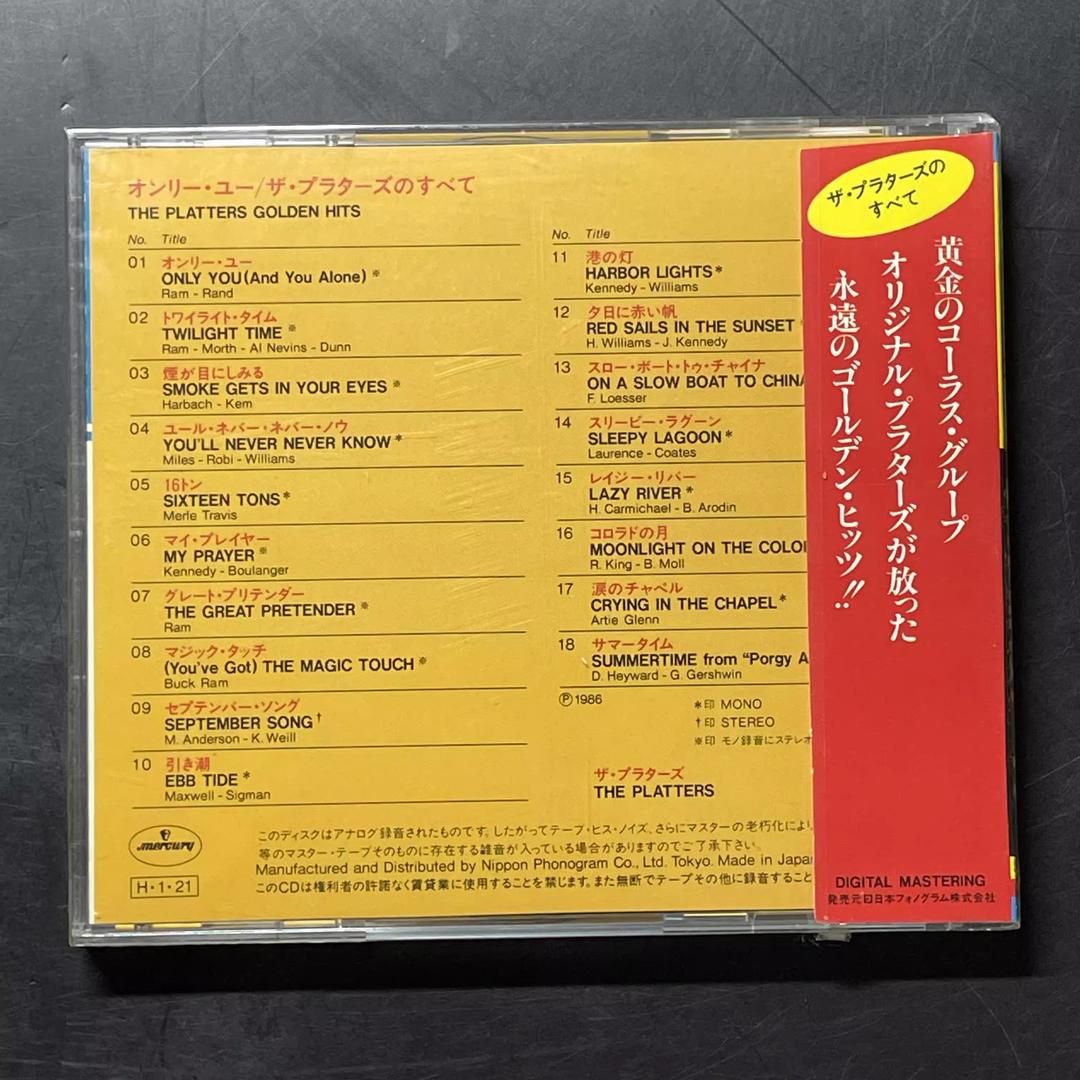 オンリー・ユー/ザ・プラターズのすべて
THE PLATTERS GOLDEN HITS
No. Title
01 オンリー・ユー
ONLY YOU (And You Alone) ※
Ram - Rand
02 トワイライト・タイム
TWILIGHT TIME ※
Ram - Morth - Al Nevins - Dunn
03 煙が目にしみる
SMOKE GETS IN YOUR EYES ※
Harbach - Kern
04 ユール・ネバー・ネバー・ノウ
YOU'LL NEVER NEVER KNOW *
Miles - Robi - Williams
05 16トン
SIXTEEN TONS *
Merle Travis
06 マイ・プレイヤー
MY PRAYER ※
Kennedy - Boulanger
07 グレート・プリテンダー
THE GREAT PRETENDER ※
Ram
08 マジック・タッチ
(You've Got) THE MAGIC TOUCH ※
Buck Ram
09 セプテンバー・ソング
SEPTEMBER SONG †
M. Anderson - K. Weill
10 引き潮
EBB TIDE *
Maxwell - Sigman
No. Title
11 港の灯
HARBOR LIGHTS *
Kennedy - Williams
12 夕日に赤い帆
RED SAILS IN THE SUNSET
H. Williams - J. Kennedy
13 スロー・ボート・トゥ・チャイナ
ON A SLOW BOAT TO CHINA
F. Loesser
14 スリーピー・ラグーン
SLEEPY LAGOON *
Laurence - Coates
15 レイジー・リバー
LAZY RIVER *
H. Carmichael - B. Arodin
16 コロラドの月
MOONLIGHT ON THE
R. King - B. Moll
17 涙のチャペル
CRYING IN THE CHAPEL *
Artie Glenn
18 サマータイム
SUMMERTIME from "Porgy
D. Heyward - G. Gershwin
Ⓟ1986
*印 MONO
†印 STEREO
※印 モノ録音にステレオ
ザ・プラターズ
THE PLATTERS
mercury
H・1・21
このディスクはアナログ録音されたものです。したがってテープ・ヒス・ノイズ、さらにマスターの老朽化により
等のマスター・テープそのものに存在する雑音が入っている場合がありますのでご了承下さい。
Manufactured and Distributed by Nippon Phonogram Co., Ltd. Tokyo. Made in Japan
このCDは権利者の許諾なく賃貸業に使用することを禁じます。また無断でテープその他に録音すること
ザ・プラターズの
すべて
黄金のコーラス・グループ
オリジナル・プラターズが放った
永遠のゴールデン・ヒッツ!!
DIGITAL MASTERING
発売元 日本フォノグラム株式会社